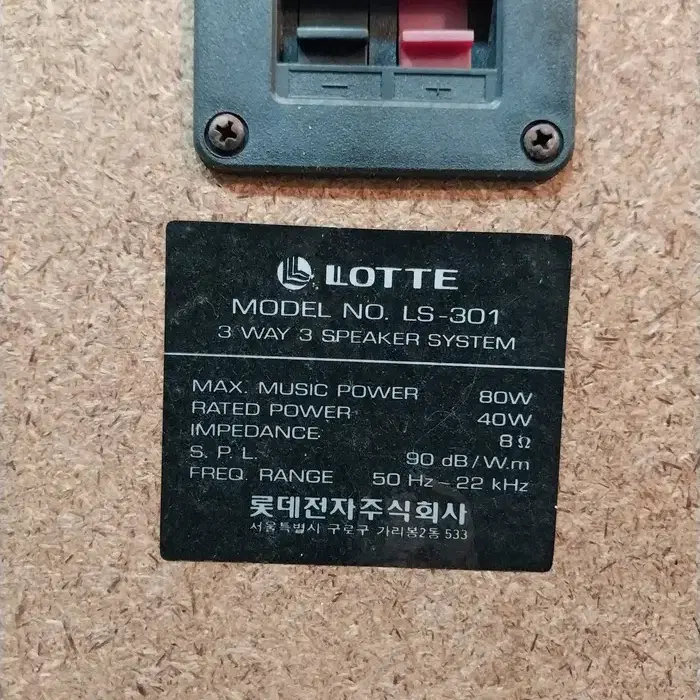 − +
LOTTE
MODEL NO. LS-301
3 WAY 3 SPEAKER SYSTEM
MAX. MUSIC POWER 80W
RATED POWER 40W
IMPEDANCE 8Ω
S. P. L. 90 dB/W.m
FREQ. RANGE 50 Hz–22 kHz
롯데전자주식회사
서울특별시 구로구 가리봉2동 533